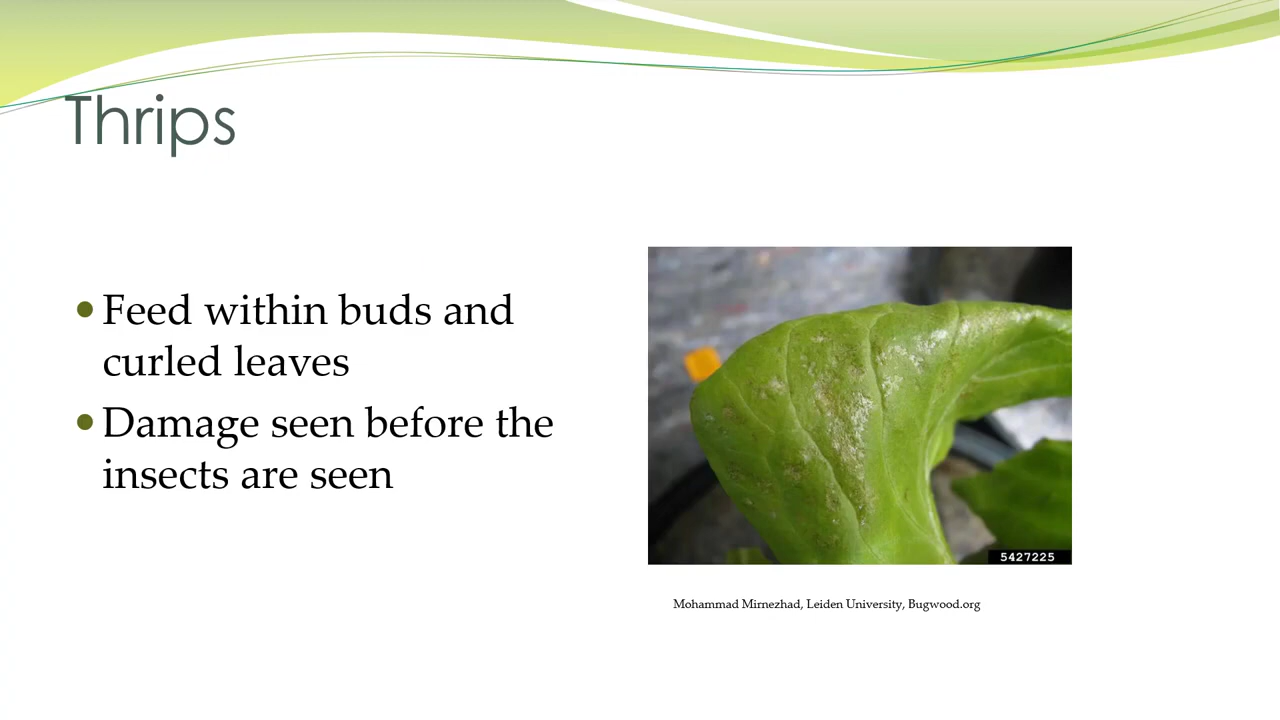 Thrips
• Feed within buds and
curled leaves
• Damage seen before the
insects are seen
5427225
Mohammad Mirnezhad, Leiden University, Bugwood.org